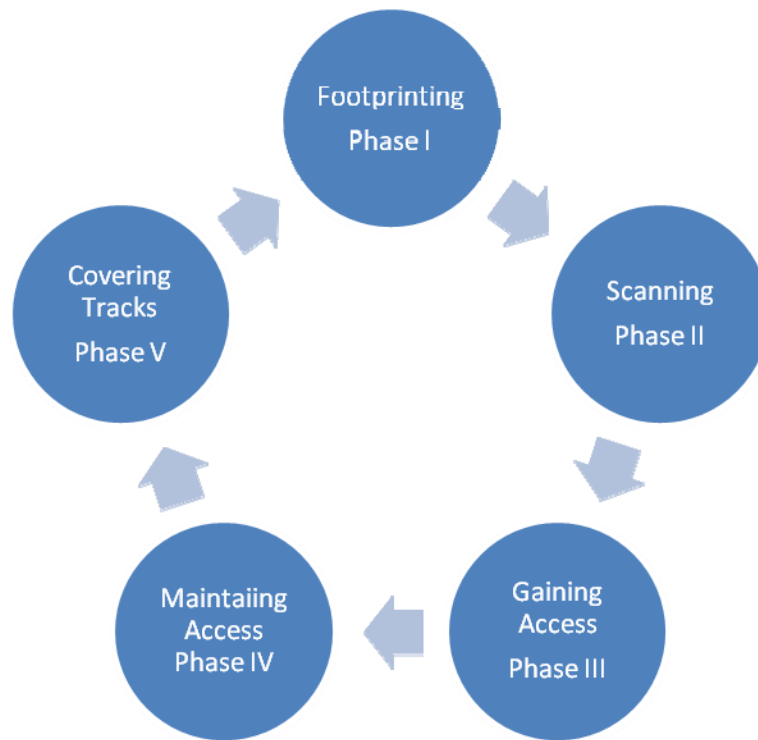 Footprinting
Phase I
Scanning
Phase II
Gaining
Access
Phase III
Maintaiing
Access
Phase IV
Covering
Tracks
Phase V